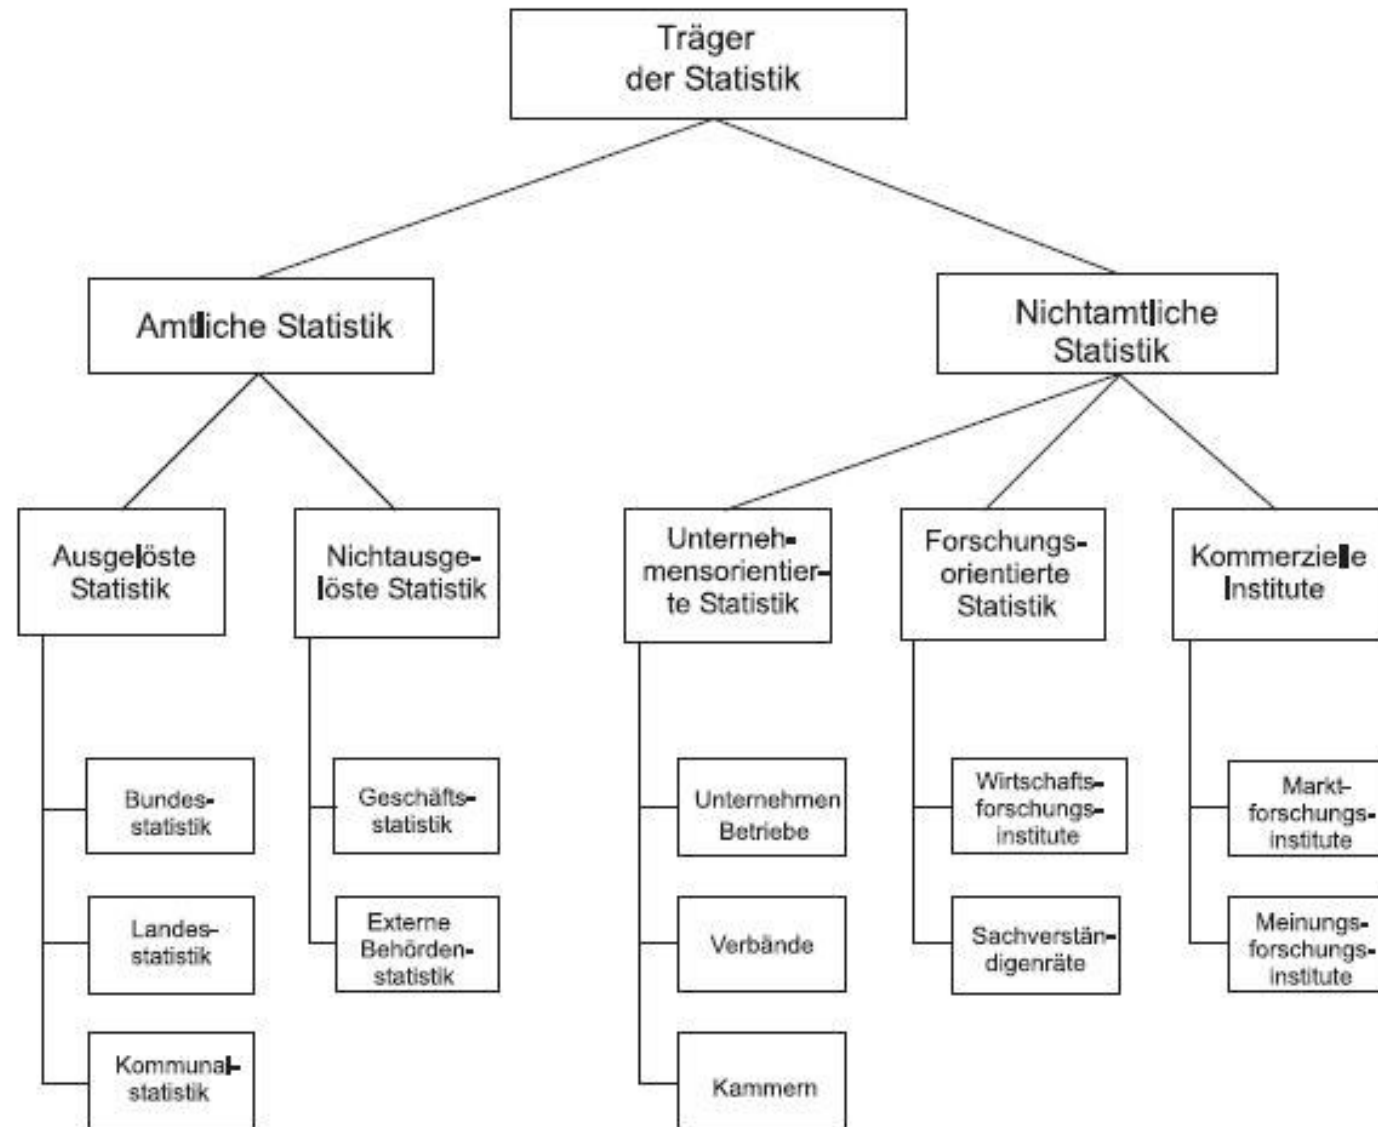 Träger
der Statistik
Amtliche Statistik
Nichtamtliche
Statistik
Ausgelöste
Statistik
Nichtausge-
löste Statistik
Unterneh-
mensorientier-
te Statistik
Forschungs-
orientierte
Statistik
Kommerzielle
Institute
Bundes-
statistik
Geschäfts-
statistik
Unternehmen
Betriebe
Wirtschafts-
forschungs-
institute
Markt-
forschungs-
institute
Landes-
statistik
Externe
Behörden-
statistik
Verbände
Sachverstän-
digenräte
Meinungs-
forschungs-
institute
Kommunal-
statistik
Kammern